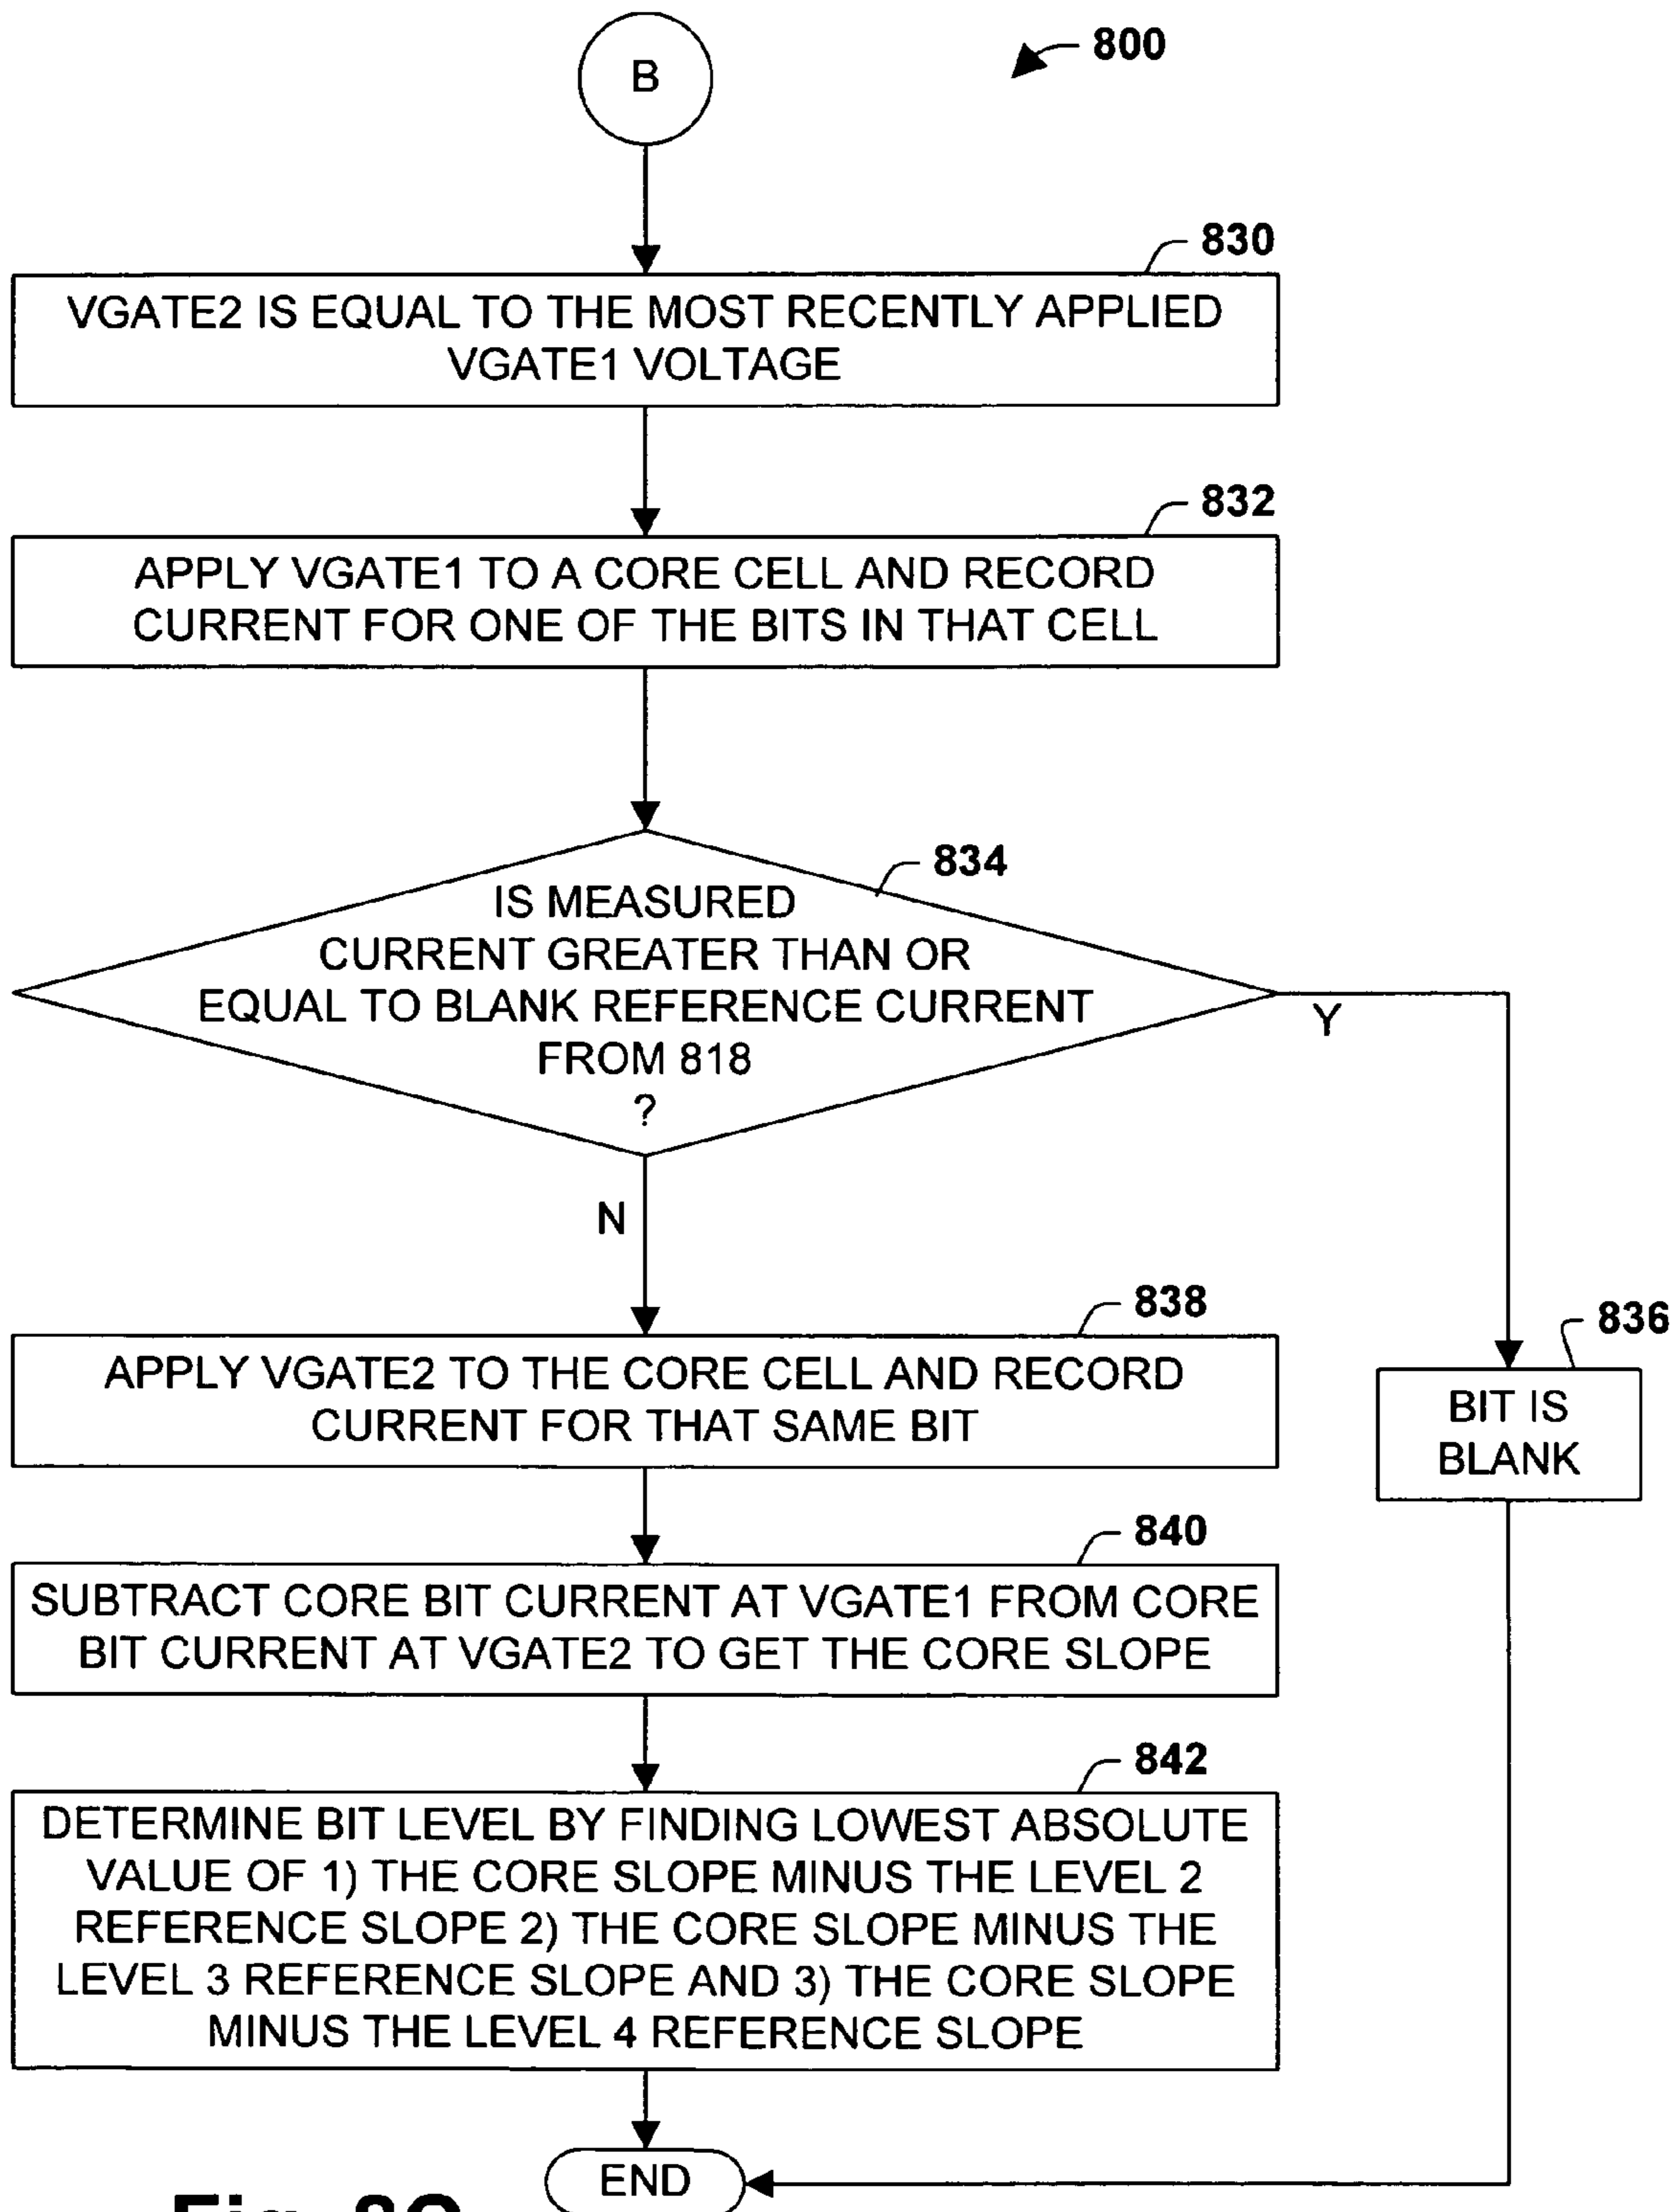 B
800
830
VGATE2 IS EQUAL TO THE MOST RECENTLY APPLIED
VGATE1 VOLTAGE
832
APPLY VGATE1 TO A CORE CELL AND RECORD
CURRENT FOR ONE OF THE BITS IN THAT CELL
834
IS MEASURED
CURRENT GREATER THAN OR
EQUAL TO BLANK REFERENCE CURRENT
FROM 818
?
Y
N
838
APPLY VGATE2 TO THE CORE CELL AND RECORD
CURRENT FOR THAT SAME BIT
836
BIT IS
BLANK
840
SUBTRACT CORE BIT CURRENT AT VGATE1 FROM CORE
BIT CURRENT AT VGATE2 TO GET THE CORE SLOPE
842
DETERMINE BIT LEVEL BY FINDING LOWEST ABSOLUTE
VALUE OF 1) THE CORE SLOPE MINUS THE LEVEL 2
REFERENCE SLOPE 2) THE CORE SLOPE MINUS THE
LEVEL 3 REFERENCE SLOPE AND 3) THE CORE SLOPE
MINUS THE LEVEL 4 REFERENCE SLOPE
END